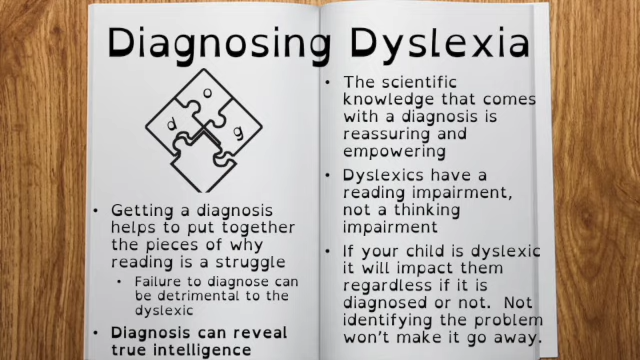 Diagnosing Dyslexia
• Getting a diagnosis
helps to put together
the pieces of why
reading is a struggle
• Failure to diagnose can
be detrimental to the
dyslexic
• Diagnosis can reveal
true intelligence
• The scientific
knowledge that comes
with a diagnosis is
reassuring and
empowering
• Dyslexics have a
reading impairment,
not a thinking
impairment
• If your child is dyslexic
it will impact them
regardless if it is
diagnosed or not. Not
identifying the problem
won't make it go away.